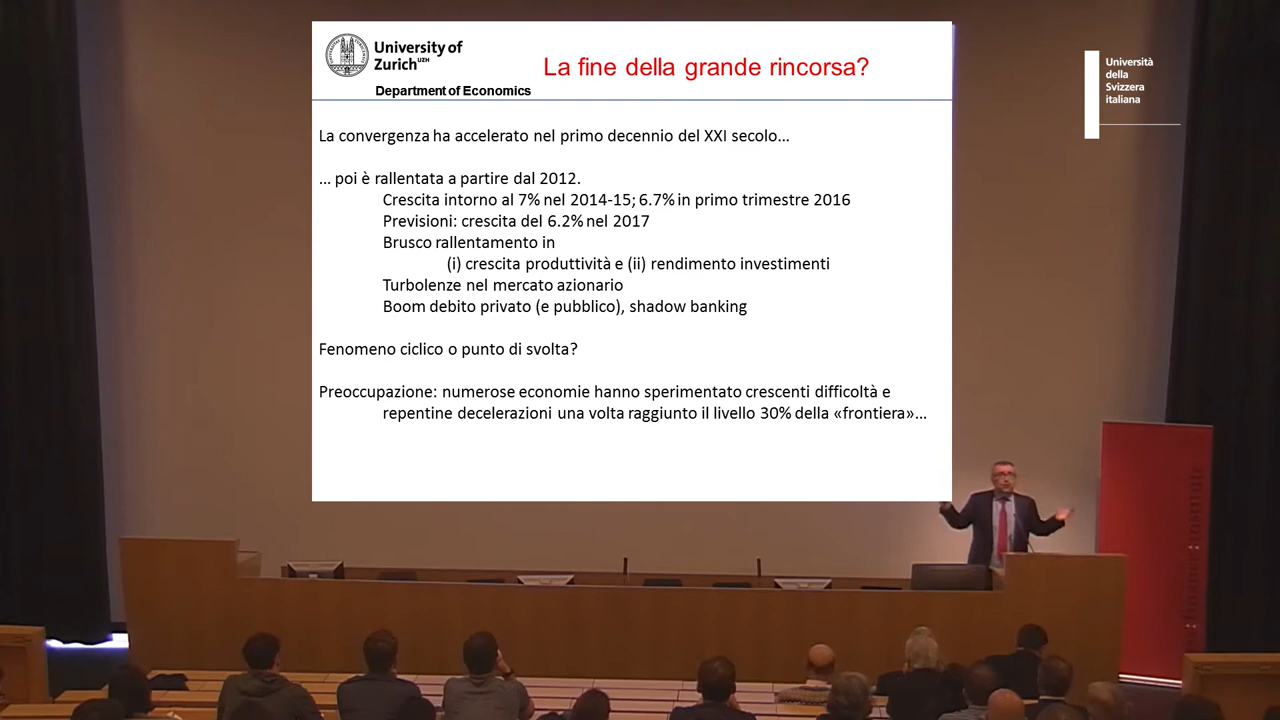 University of
Zurich UZH
Department of Economics
La fine della grande rincorsa?
La convergenza ha accelerato nel primo decennio del XXI secolo...
... poi è rallentata a partire dal 2012.
Crescita intorno al 7% nel 2014-15; 6.7% in primo trimestre 2016
Previsioni: crescita del 6.2% nel 2017
Brusco rallentamento in
(i) crescita produttività e (ii) rendimento investimenti
Turbolenze nel mercato azionario
Boom debito privato (e pubblico), shadow banking
Fenomeno ciclico o punto di svolta?
Preoccupazione: numerose economie hanno sperimentato crescenti difficoltà e
repentine decelerazioni una volta raggiunto il livello 30% della «frontiera»...
Università
della
Svizzera
italiana